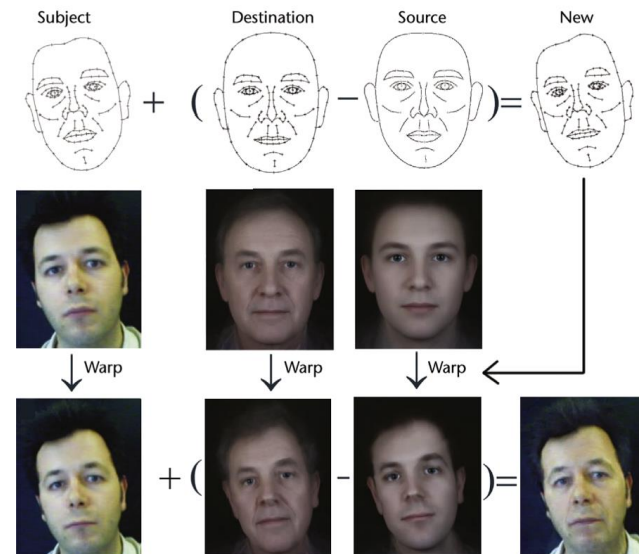 Subject Destination Source New
+ ( − ) =
Warp Warp Warp
+ ( - ) =